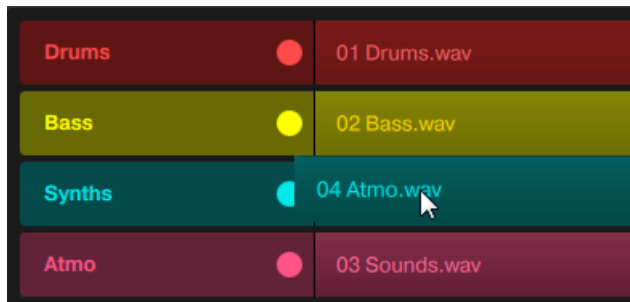 Drums 01 Drums.wav
Bass 02 Bass.wav
Synths 04 Atmo.wav
Atmo 03 Sounds.wav